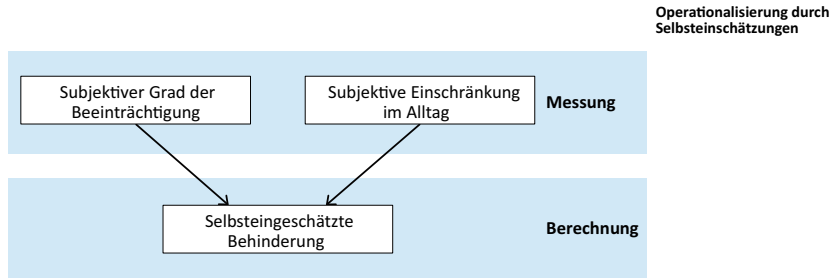 Operationalisierung durch
Selbsteinschätzungen
Subjektiver Grad der
Beeinträchtigung
Subjektive Einschränkung
im Alltag
Messung
Selbsteingeschätzte
Behinderung
Berechnung